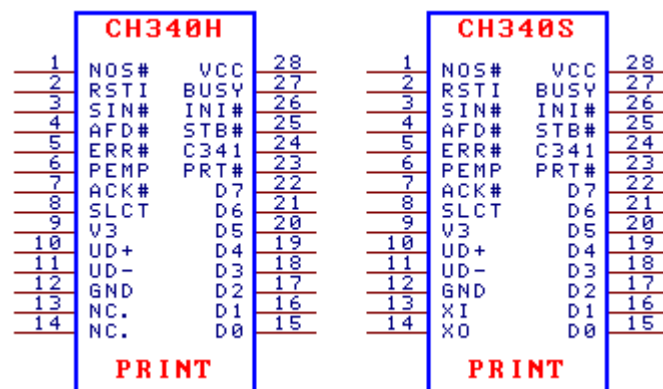 CH340H
1 NOS# VCC 28
2 RSTI BUSY 27
3 SIN# INI# 26
4 AFD# STB# 25
5 ERR# C341 24
6 PEMP PRT# 23
7 ACK# D7 22
8 SLCT D6 21
9 V3 D5 20
10 UD+ D4 19
11 UD- D3 18
12 GND D2 17
13 NC. D1 16
14 NC. D0 15
PRINT
CH340S
1 NOS# VCC 28
2 RSTI BUSY 27
3 SIN# INI# 26
4 AFD# STB# 25
5 ERR# C341 24
6 PEMP PRT# 23
7 ACK# D7 22
8 SLCT D6 21
9 V3 D5 20
10 UD+ D4 19
11 UD- D3 18
12 GND D2 17
13 XI D1 16
14 XO D0 15
PRINT